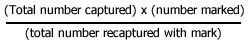 (Total number captured) x (number marked)
(total number recaptured with mark)